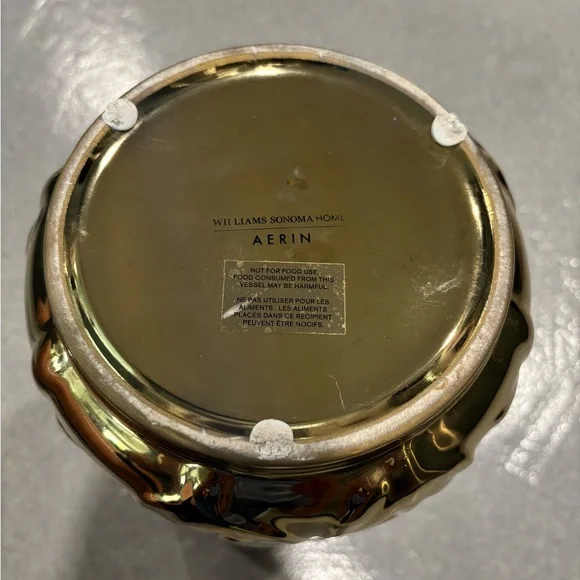 WILLIAMS SONOMA HOME
AERIN
NOT FOR FOOD USE
FOOD CONSUMED FROM THIS
VESSEL MAY BE HARMFUL
NE PAS UTILISER POUR LES
ALIMENTS. LES ALIMENTS
PLACÉS DANS CE RECIPIENT
PEUVENT ÊTRE NOCIFS.